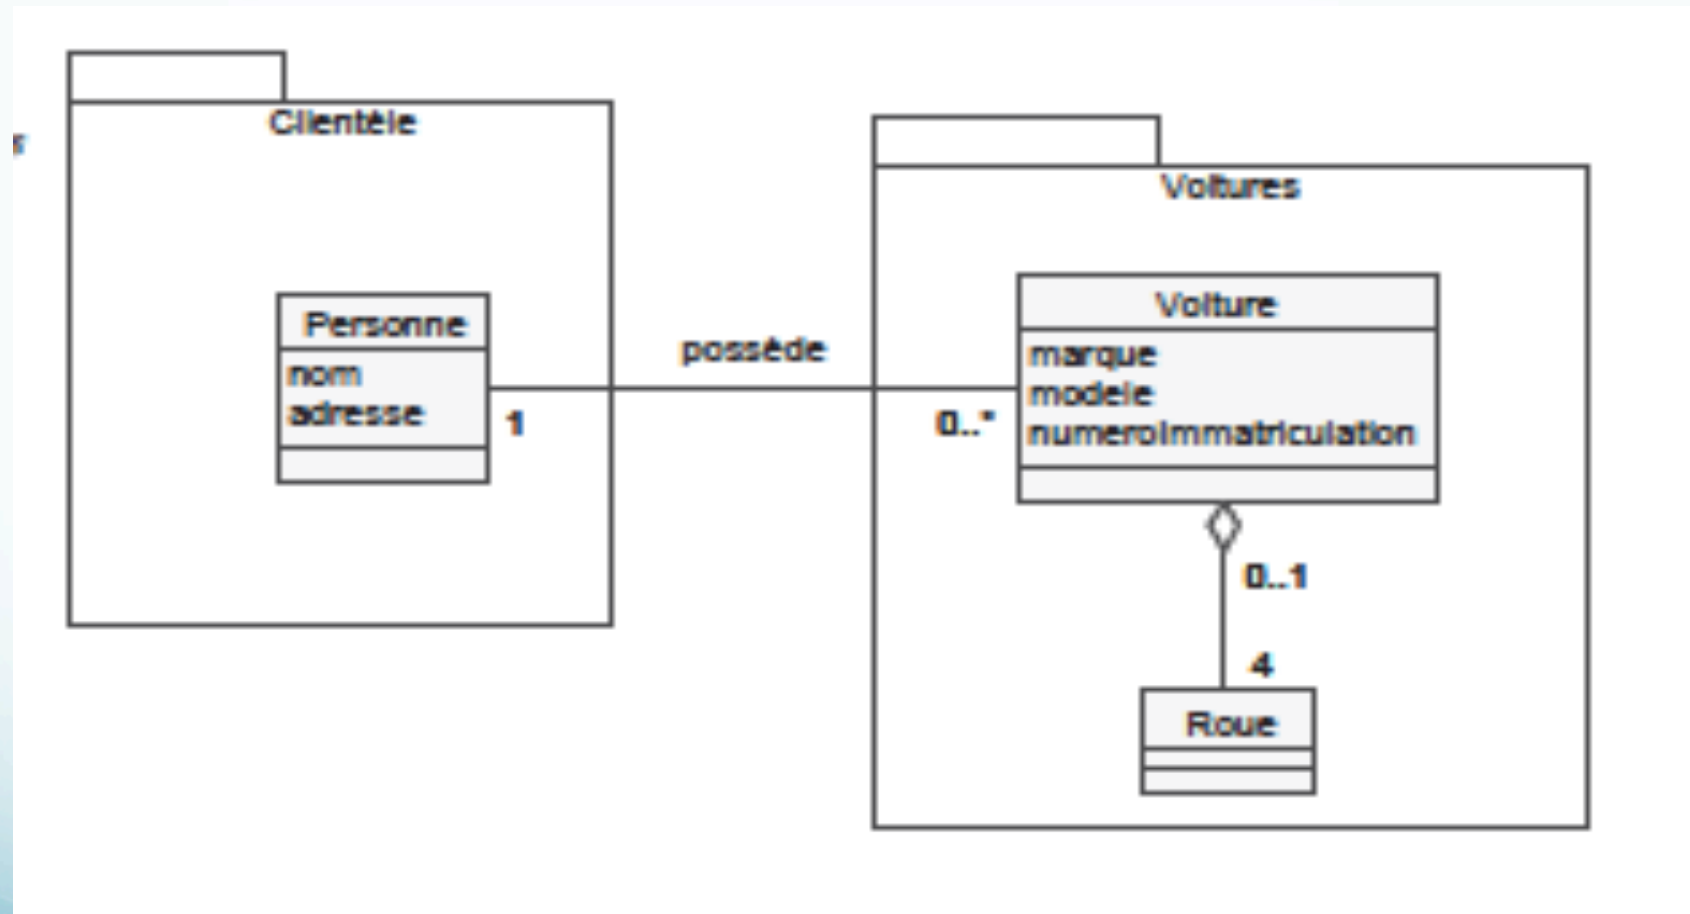 Clientèle
Voitures
Personne
nom
adresse
possède
1
0..*
Voiture
marque
modele
numeroImmatriculation
0..1
4
Roue